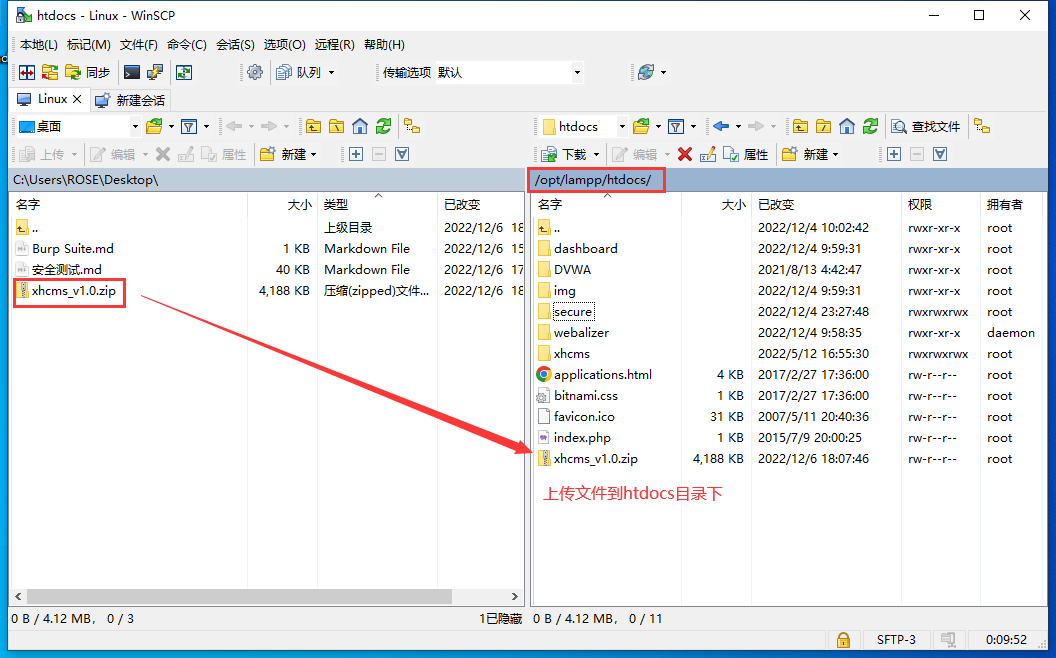 htdocs - Linux - WinSCP
本地(L) 标记(M) 文件(F) 命令(C) 会话(S) 选项(O) 远程(R) 帮助(H)
同步 队列 传输选项 默认
Linux 新建会话
桌面 htdocs 查找文件
上传 编辑 属性 新建 下载 编辑 属性 新建
C:\Users\ROSE\Desktop\ /opt/lampp/htdocs/
名字 大小 类型 已改变 名字 大小 已改变 权限 拥有者
.. 上级目录 2022/12/6 18 .. 2022/12/4 10:02:42 rwxr-xr-x root
Burp Suite.md 1 KB Markdown File 2022/12/6 15 dashboard 2022/12/4 9:59:31 rwxr-xr-x root
安全测试.md 40 KB Markdown File 2022/12/6 17 DVWA 2021/8/13 4:42:47 rwxr-xr-x root
xhcms_v1.0.zip 4,188 KB 压缩(zipped)文件... 2022/12/6 18 img 2022/12/4 9:59:31 rwxr-xr-x root
secure 2022/12/4 23:27:48 rwxrwxrwx root
webalizer 2022/12/4 9:58:35 rwxr-xr-x daemon
xhcms 2022/5/12 16:55:30 rwxrwxrwx root
applications.html 4 KB 2017/2/27 17:36:00 rw-r--r-- root
bitnami.css 1 KB 2017/2/27 17:36:00 rw-r--r-- root
favicon.ico 31 KB 2007/5/11 20:40:36 rw-r--r-- root
index.php 1 KB 2015/7/9 20:00:25 rw-r--r-- root
xhcms_v1.0.zip 4,188 KB 2022/12/6 18:07:46 rw-r--r-- root
上传文件到htdocs目录下
0 B / 4.12 MB， 0 / 3 1已隐藏 0 B / 4.12 MB， 0 / 11
SFTP-3 0:09:52